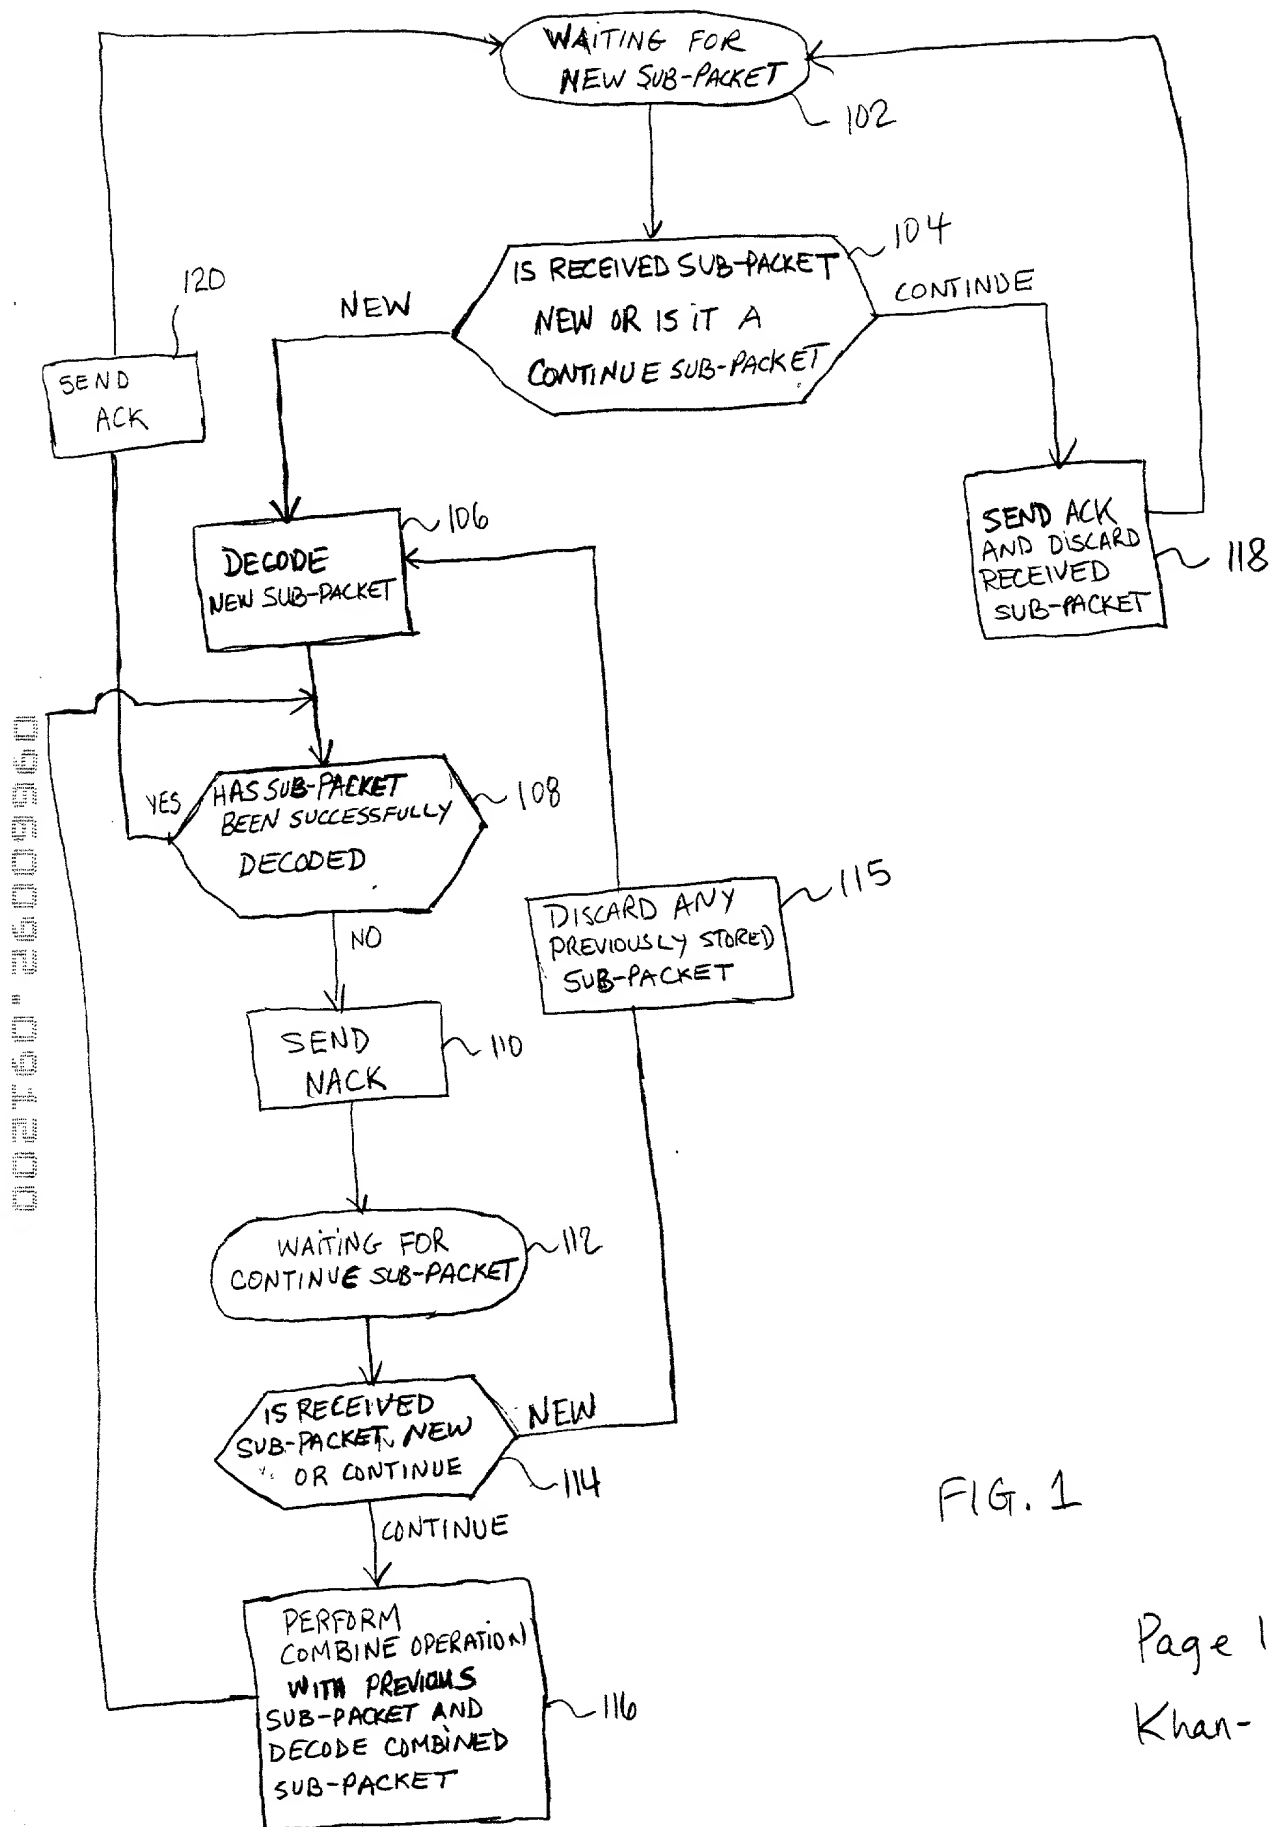 WAITING FOR
NEW SUB-PACKET
102
104
IS RECEIVED SUB-PACKET
NEW OR IS IT A
CONTINUE SUB-PACKET
NEW
CONTINUE
120
SEND
ACK
106
DECODE
NEW SUB-PACKET
SEND ACK
AND DISCARD
RECEIVED
SUB-PACKET
118
YES
HAS SUB-PACKET
BEEN SUCCESSFULLY
DECODED
108
NO
DISCARD ANY
PREVIOUSLY STORED
SUB-PACKET
115
SEND
NACK
110
WAITING FOR
CONTINUE SUB-PACKET
112
IS RECEIVED
SUB-PACKET NEW
OR CONTINUE
NEW
114
CONTINUE
PERFORM
COMBINE OPERATION
WITH PREVIOUS
SUB-PACKET AND
DECODE COMBINED
SUB-PACKET
116
FIG. 1
Page 1
Khan-